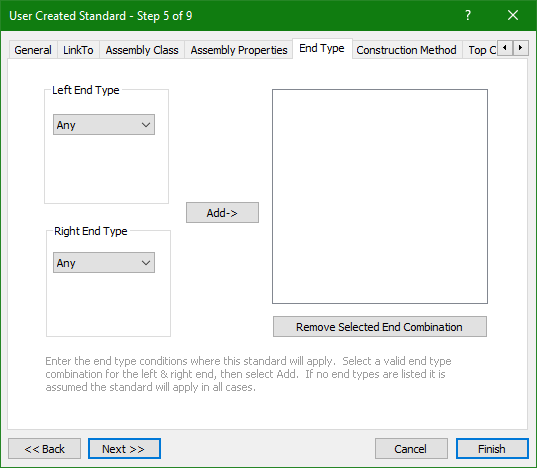 User Created Standard - Step 5 of 9
?
General LinkTo Assembly Class Assembly Properties End Type Construction Method Top C
Left End Type
Any
Add->
Right End Type
Any
Remove Selected End Combination
Enter the end type conditions where this standard will apply. Select a valid end type
combination for the left & right end, then select Add. If no end types are listed it is
assumed the standard will apply in all cases.
<< Back Next >> Cancel Finish